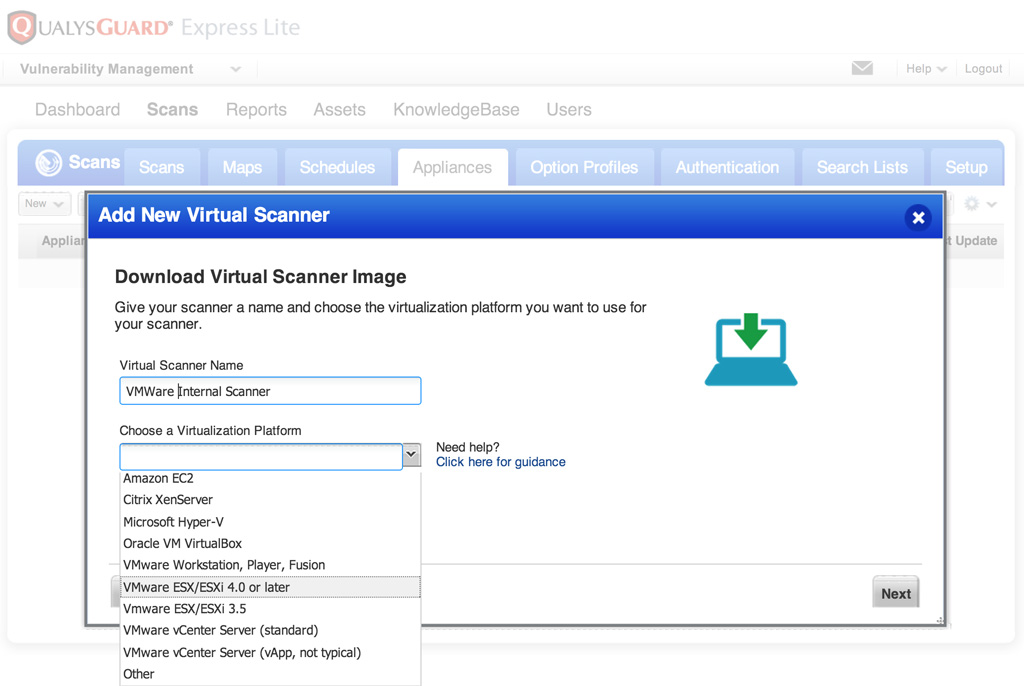 QUALYSGUARD® Express Lite
Vulnerability Management
Help
Logout
Dashboard Scans Reports Assets KnowledgeBase Users
Scans Scans Maps Schedules Appliances Option Profiles Authentication Search Lists Setup
New
Add New Virtual Scanner
Update
Download Virtual Scanner Image
Give your scanner a name and choose the virtualization platform you want to use for
your scanner.
Virtual Scanner Name
VMWare Internal Scanner
Choose a Virtualization Platform
Need help?
Click here for guidance
Amazon EC2
Citrix XenServer
Microsoft Hyper-V
Oracle VM VirtualBox
VMware Workstation, Player, Fusion
VMware ESX/ESXi 4.0 or later
Vmware ESX/ESXi 3.5
VMware vCenter Server (standard)
VMware vCenter Server (vApp, not typical)
Other
Next